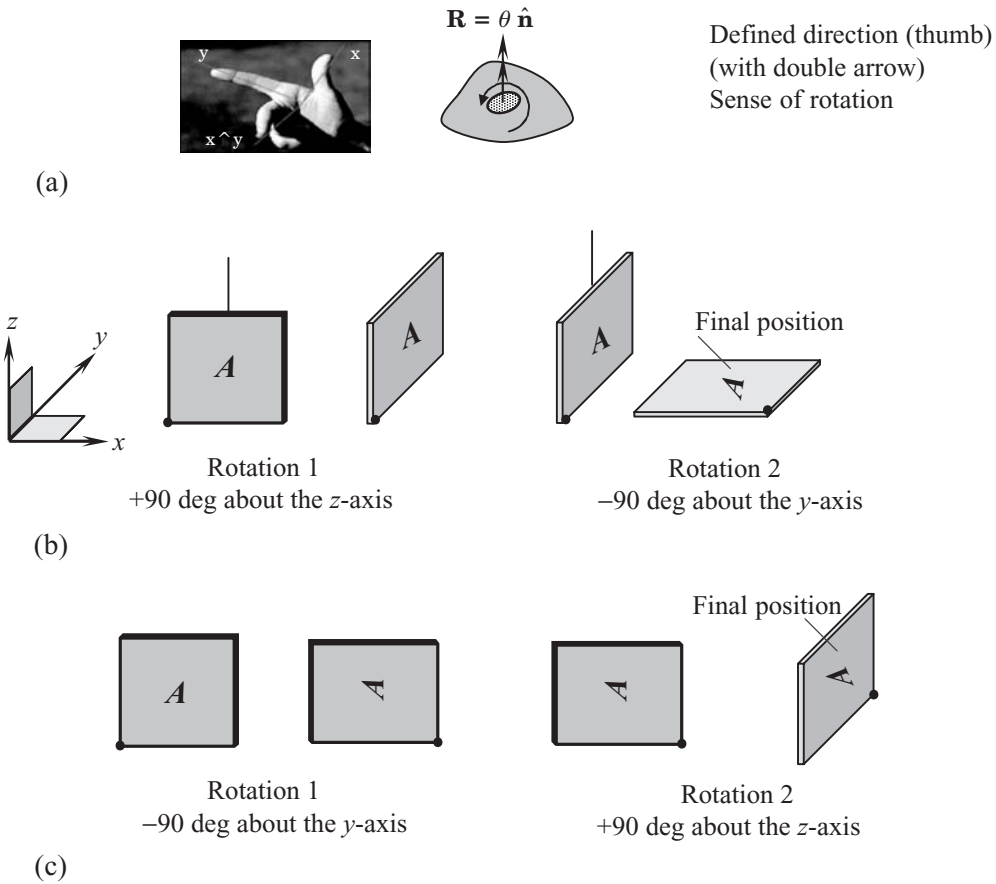 R = θ n̂
Defined direction (thumb)
(with double arrow)
Sense of rotation
y
x
x^y
(a)
z
y
x
A
A
A
Final position
A
Rotation 1
+90 deg about the z-axis
Rotation 2
−90 deg about the y-axis
(b)
A
A
A
Final position
A
Rotation 1
−90 deg about the y-axis
Rotation 2
+90 deg about the z-axis
(c)